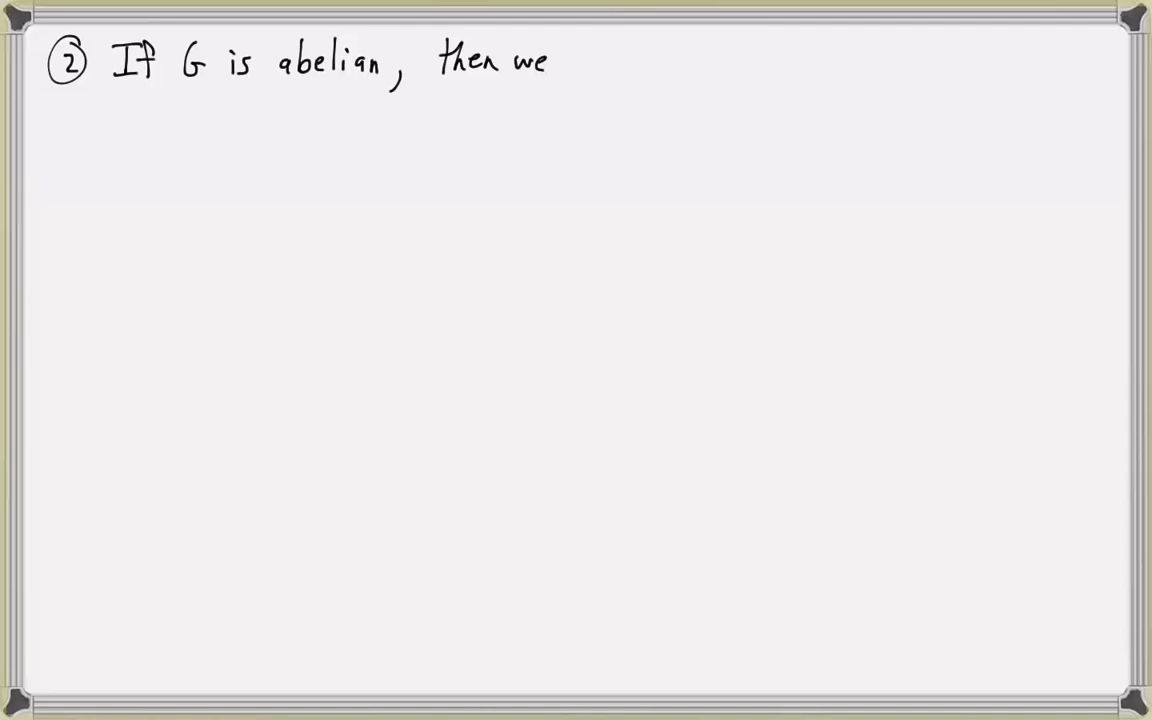 ② If G is abelian, then we